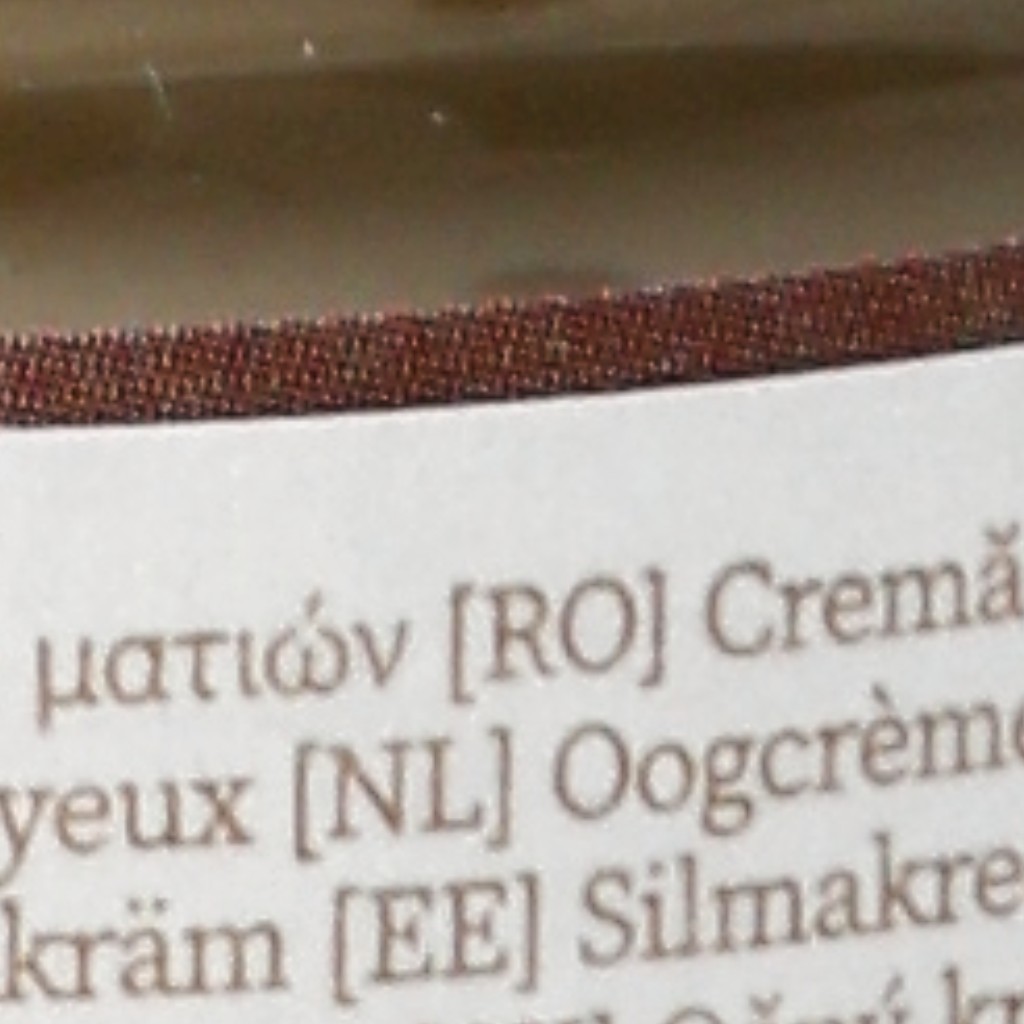 ματιών [RO] Cremă
yeux [NL] Oogcrème
kräm [EE] Silmakre